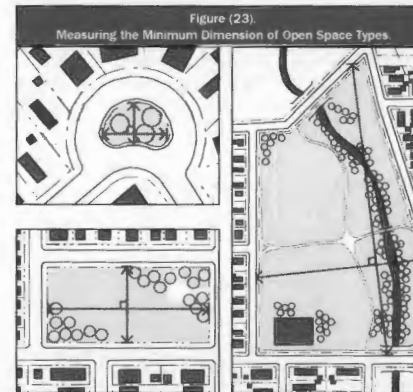 Figure (23).
Measuring the Minimum Dimension of Open Space Types.